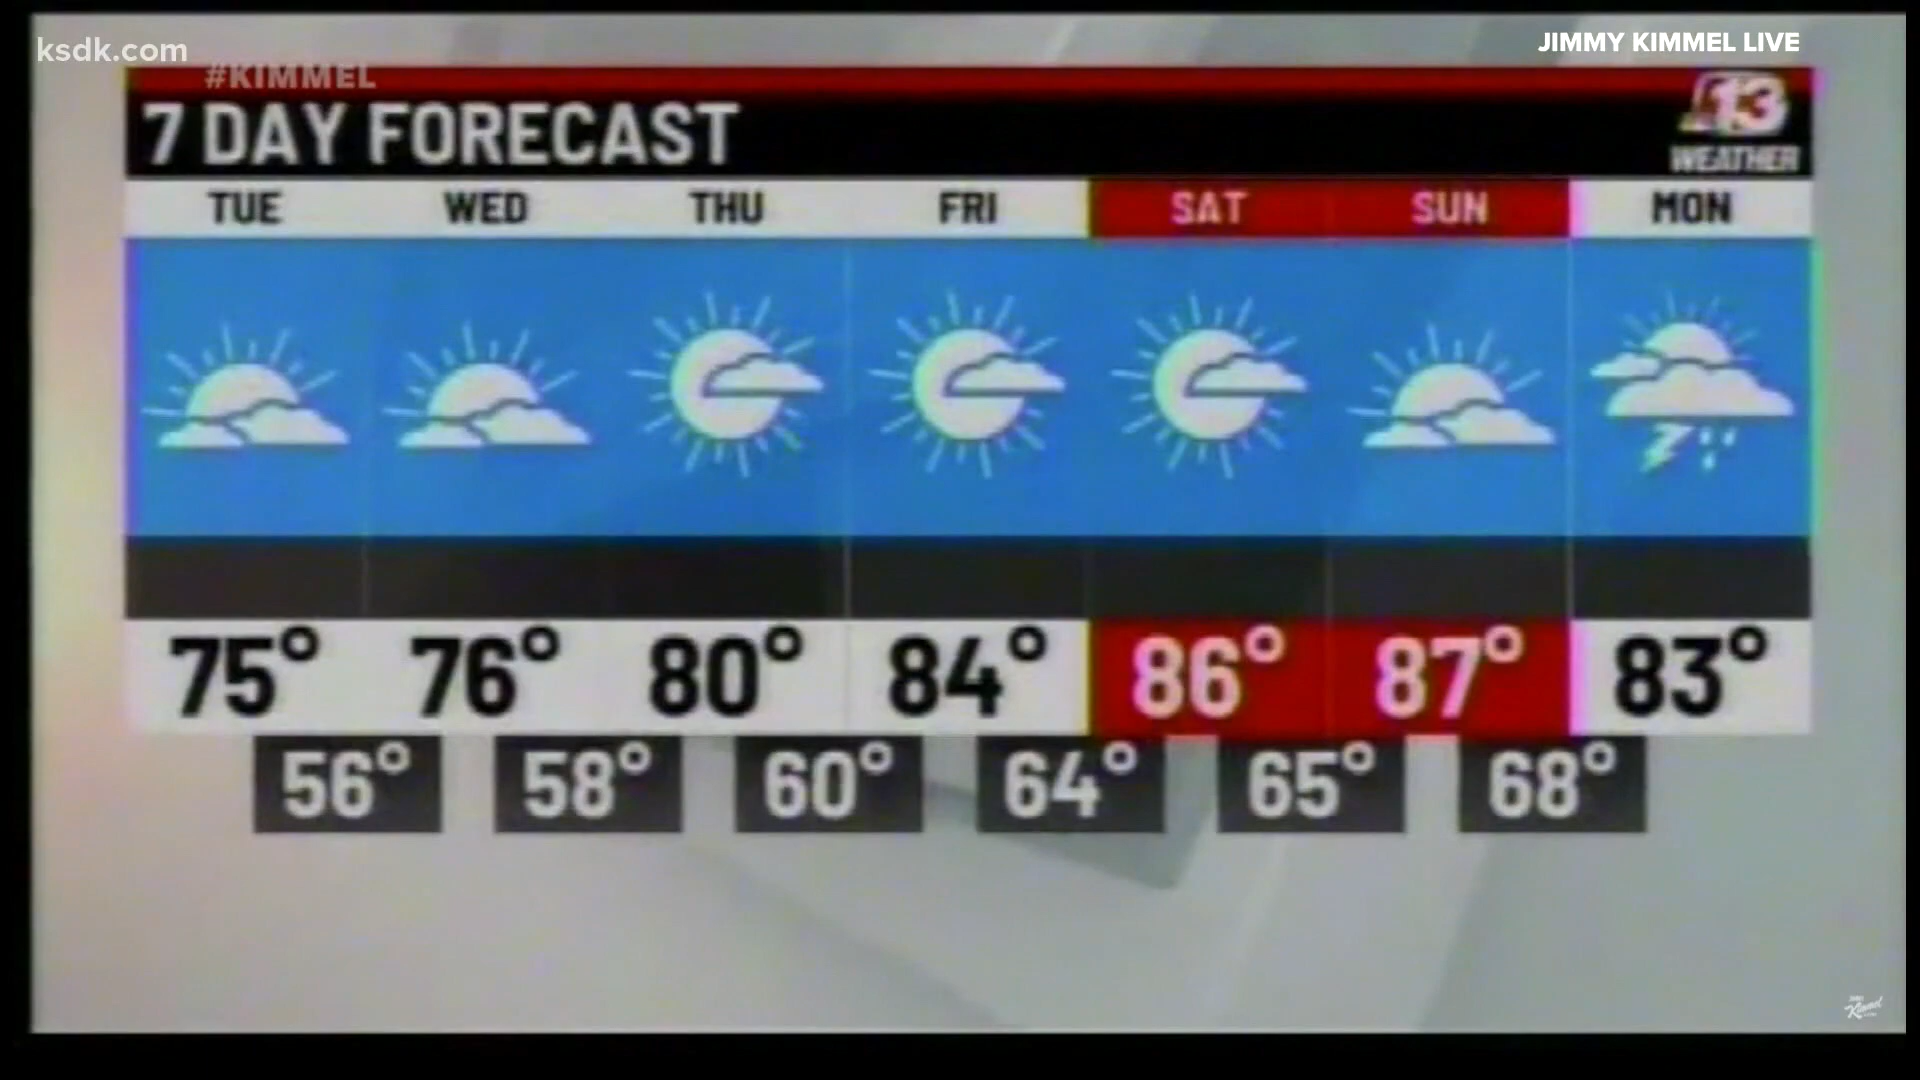 ksdk.com
JIMMY KIMMEL LIVE
#KIMMEL
7 DAY FORECAST
13
WEATHER
TUE WED THU FRI SAT SUN MON
75° 76° 80° 84° 86° 87° 83°
56° 58° 60° 64° 65° 68°
Kimmel